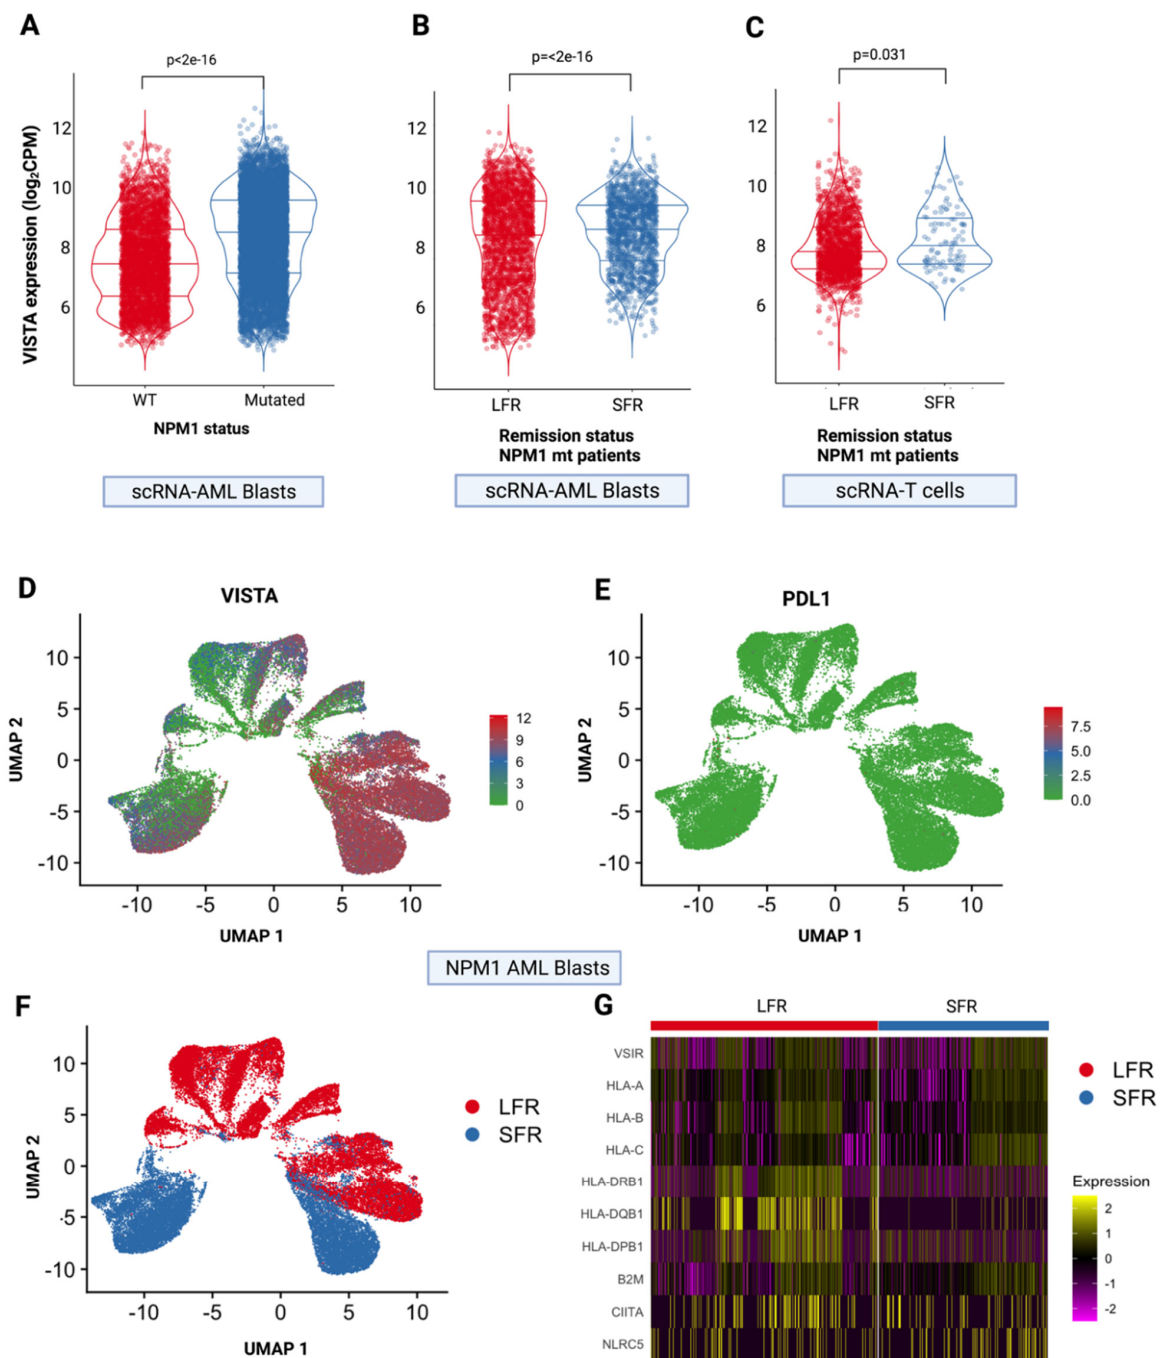 A
B
C
p<2e-16
p=<2e-16
p=0.031
VISTA expression (log₂CPM)
12
10
8
6
12
10
8
6
12
10
8
6
WT
Mutated
LFR
SFR
LFR
SFR
NPM1 status
Remission status
NPM1 mt patients
Remission status
NPM1 mt patients
scRNA-AML Blasts
scRNA-AML Blasts
scRNA-T cells
D
VISTA
UMAP 2
10
5
0
-5
-10
-10
-5
0
5
10
UMAP 1
12
9
6
3
0
E
PDL1
UMAP 2
10
5
0
-5
-10
-10
-5
0
5
10
UMAP 1
7.5
5.0
2.5
0.0
NPM1 AML Blasts
F
UMAP 2
10
5
0
-5
-10
-10
-5
0
5
10
UMAP 1
LFR
SFR
G
LFR
SFR
VSIR
HLA-A
HLA-B
HLA-C
HLA-DRB1
HLA-DQB1
HLA-DPB1
B2M
CIITA
NLRC5
LFR
SFR
Expression
2
1
0
-1
-2